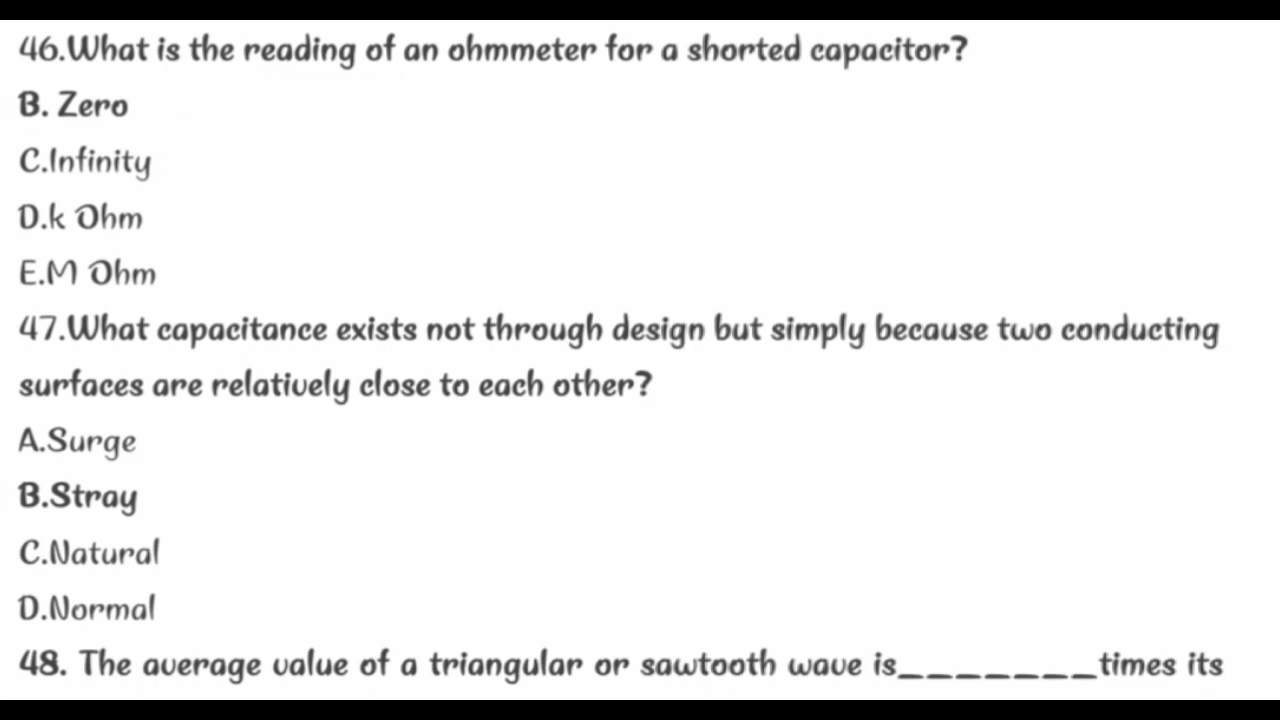 46.What is the reading of an ohmmeter for a shorted capacitor?
B. Zero
C.Infinity
D.k Ohm
E.M Ohm
47.What capacitance exists not through design but simply because two conducting
surfaces are relatively close to each other?
A.Surge
B.Stray
C.Natural
D.Normal
48. The average value of a triangular or sawtooth wave is_______times its